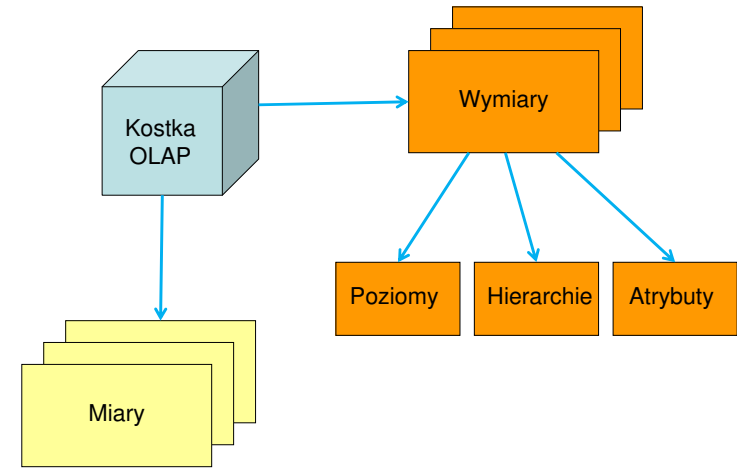 Kostka
OLAP
Wymiary
Poziomy
Hierarchie
Atrybuty
Miary